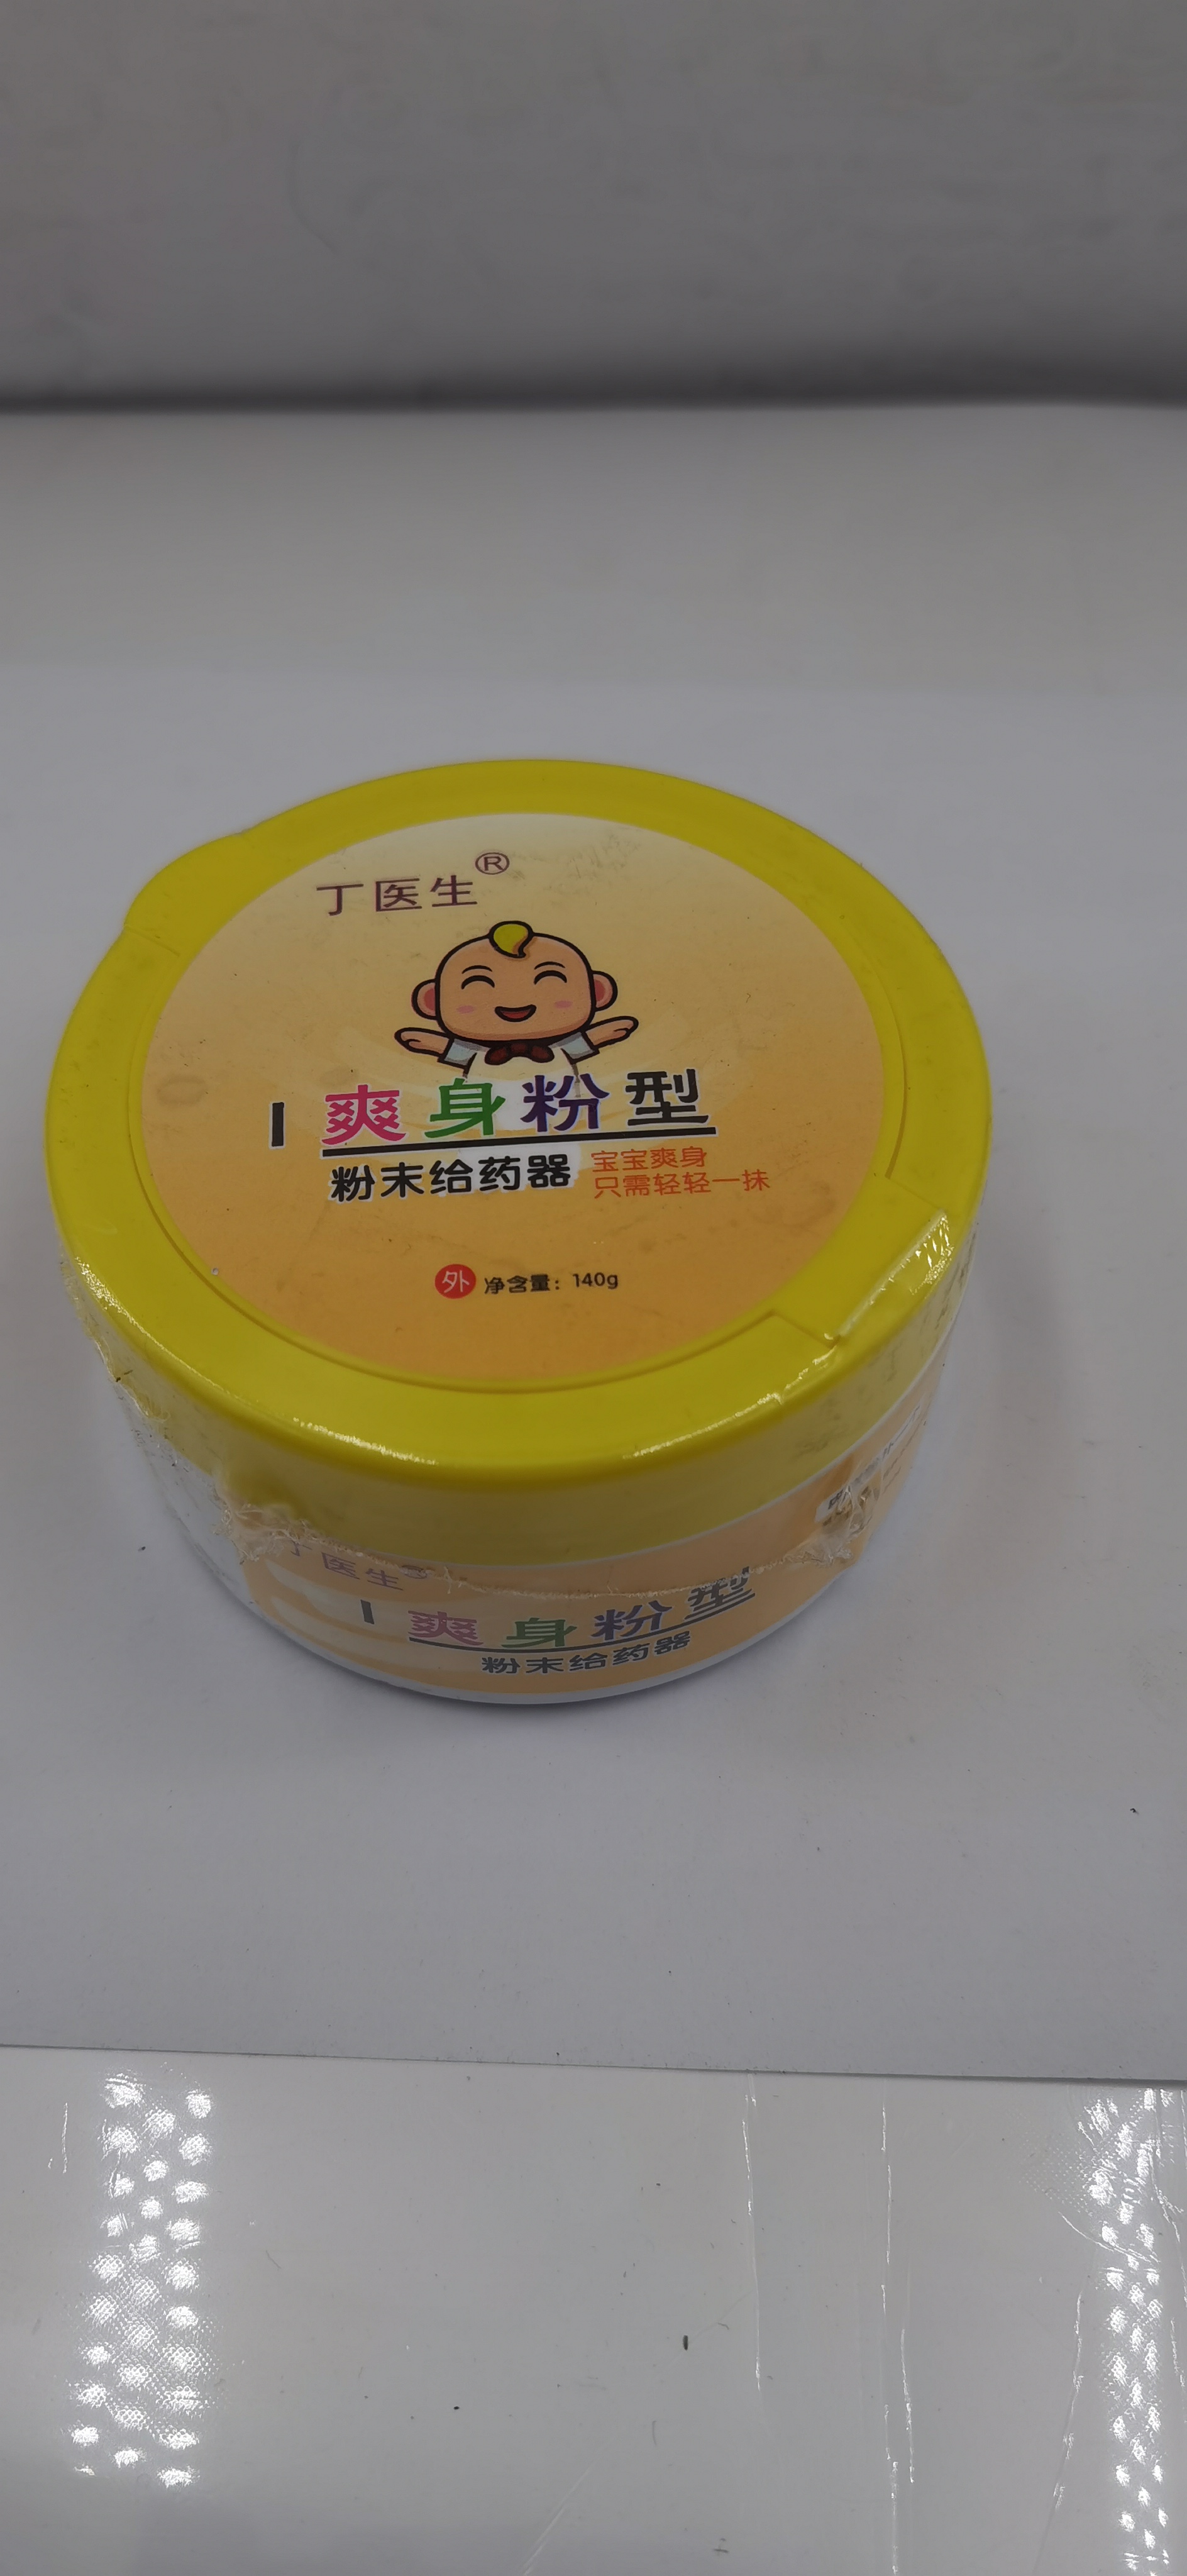 丁医生®
I 爽身粉型
粉末给药器
宝宝爽身
只需轻轻一抹
外 净含量：140g
丁医生
I 爽身粉型
粉末给药器